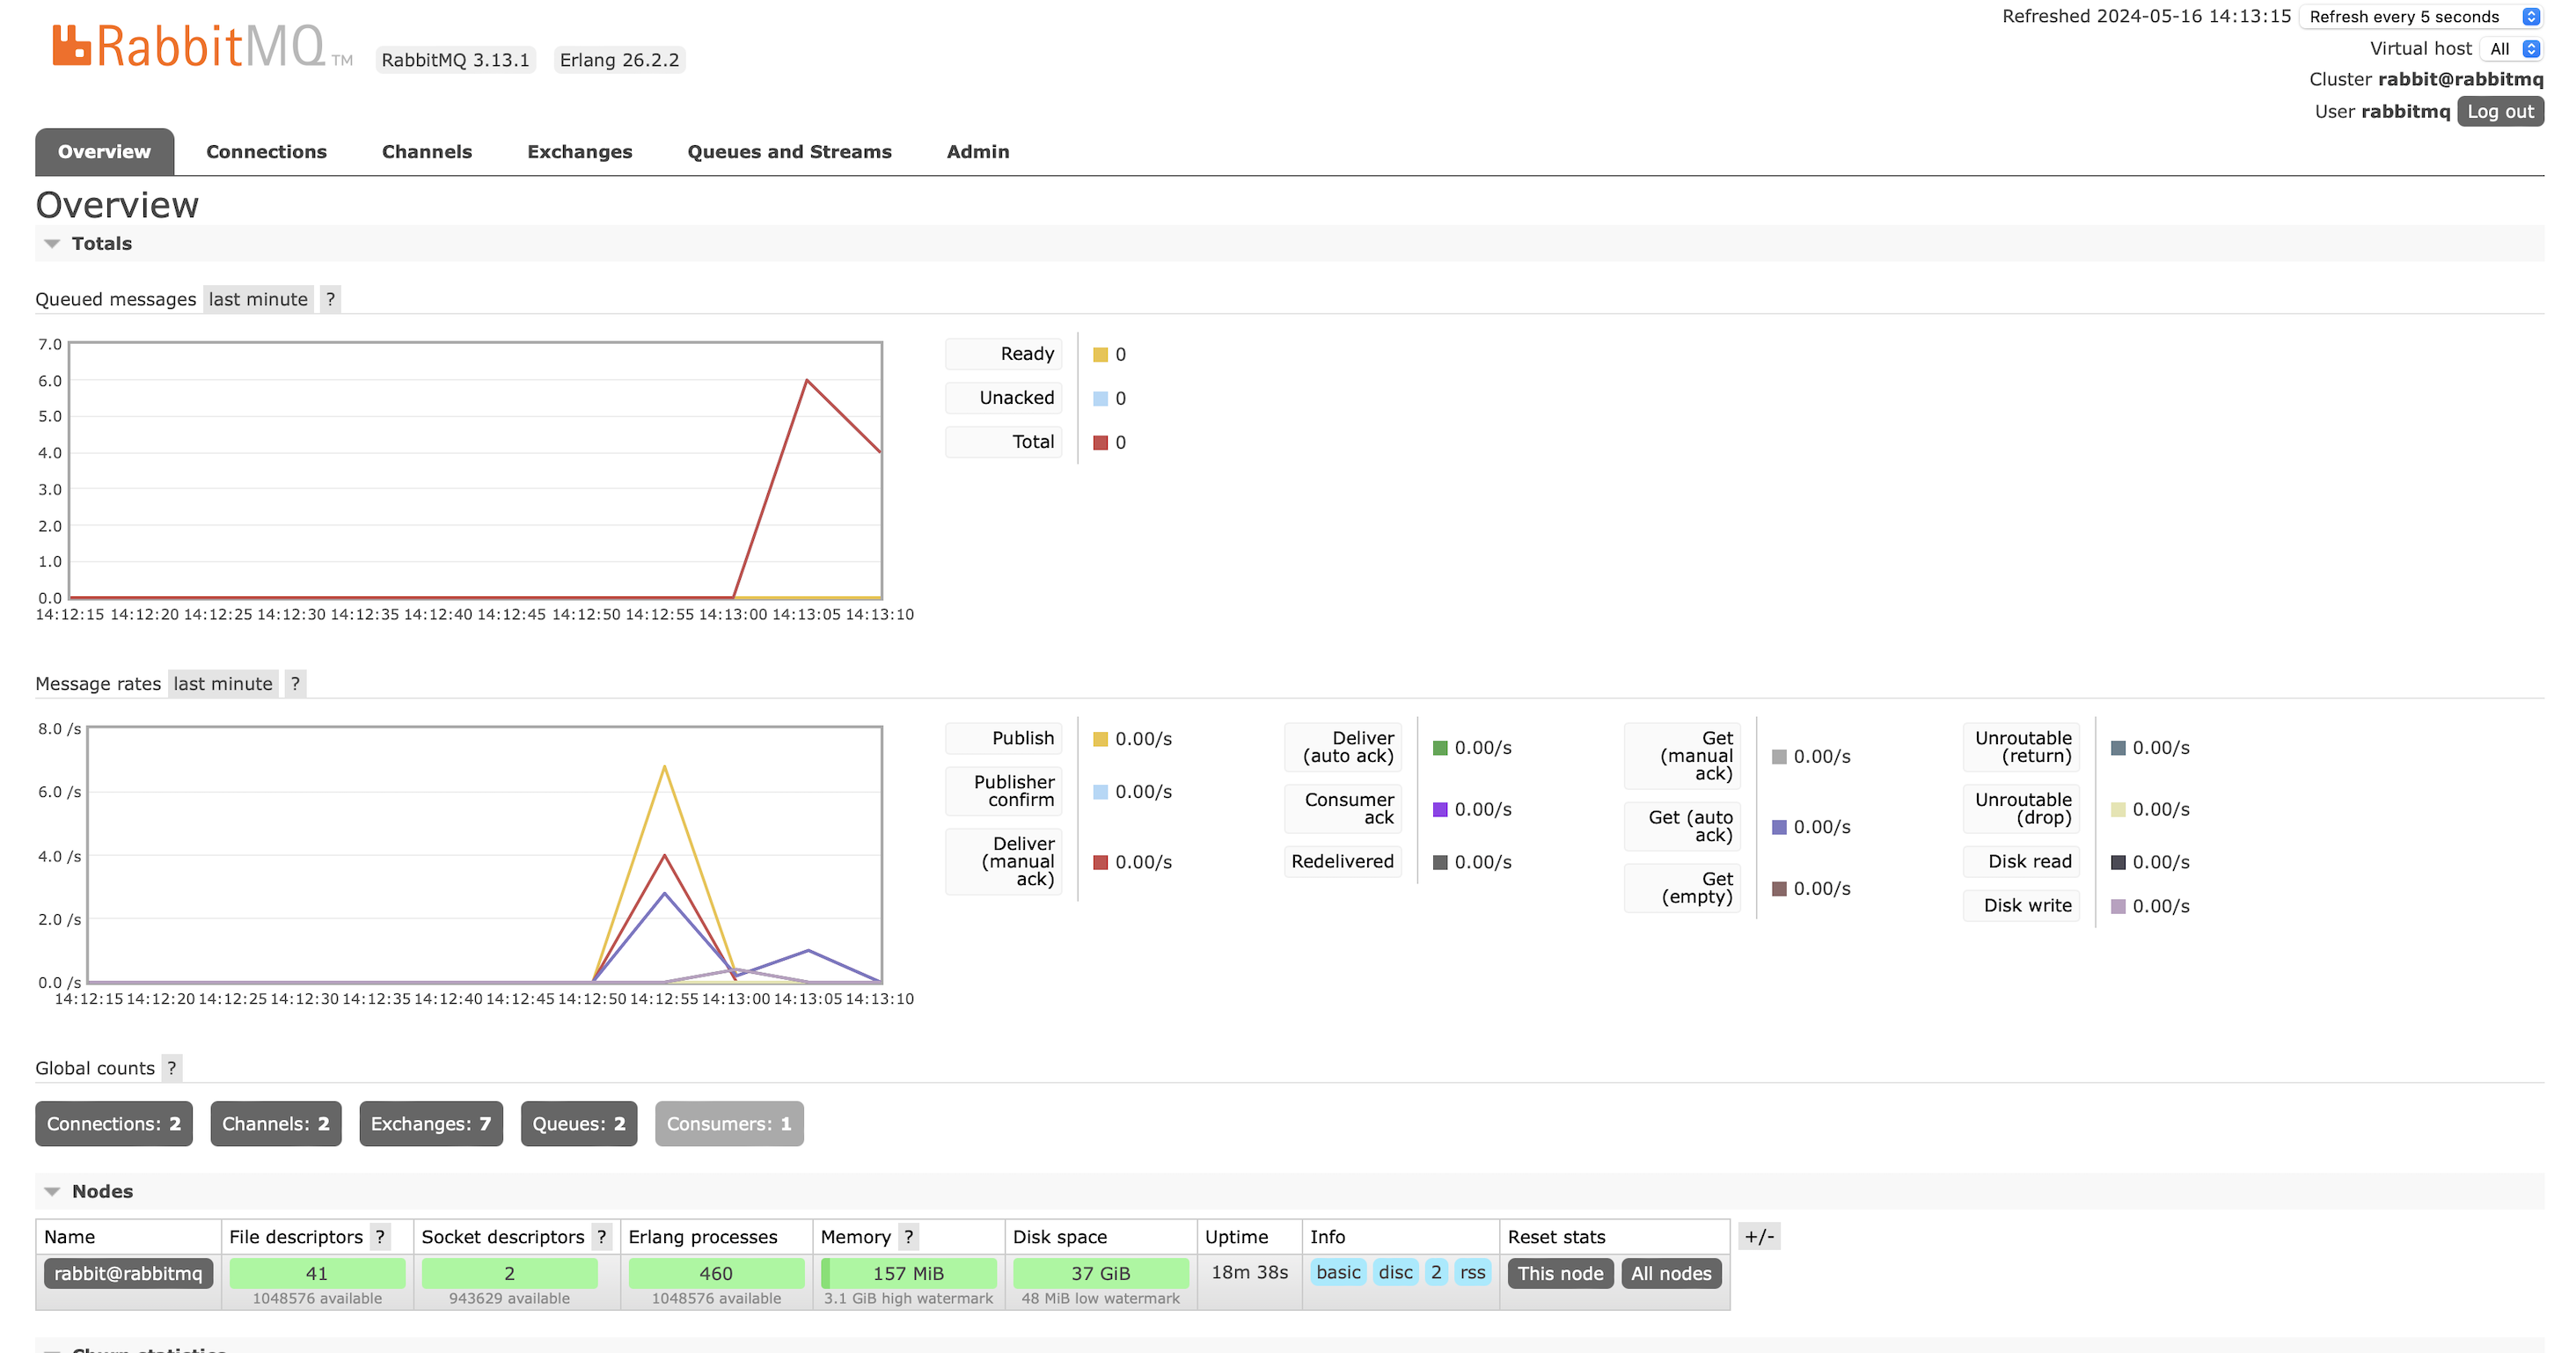 Refreshed 2024-05-16 14:13:15 Refresh every 5 seconds
RabbitMQ TM RabbitMQ 3.13.1 Erlang 26.2.2
Virtual host All
Cluster rabbit@rabbitmq
User rabbitmq Log out
Overview Connections Channels Exchanges Queues and Streams Admin
Overview
Totals
Queued messages last minute ?
7.0
6.0
5.0
4.0
3.0
2.0
1.0
0.0
14:12:15 14:12:20 14:12:25 14:12:30 14:12:35 14:12:40 14:12:45 14:12:50 14:12:55 14:13:00 14:13:05 14:13:10
Ready 0
Unacked 0
Total 0
Message rates last minute ?
8.0 /s
6.0 /s
4.0 /s
2.0 /s
0.0 /s
14:12:15 14:12:20 14:12:25 14:12:30 14:12:35 14:12:40 14:12:45 14:12:50 14:12:55 14:13:00 14:13:05 14:13:10
Publish 0.00/s
Publisher
confirm 0.00/s
Deliver
(manual
ack) 0.00/s
Deliver
(auto ack) 0.00/s
Consumer
ack 0.00/s
Redelivered 0.00/s
Get
(manual
ack) 0.00/s
Get (auto
ack) 0.00/s
Get
(empty) 0.00/s
Unroutable
(return) 0.00/s
Unroutable
(drop) 0.00/s
Disk read 0.00/s
Disk write 0.00/s
Global counts ?
Connections: 2 Channels: 2 Exchanges: 7 Queues: 2 Consumers: 1
Nodes
Name File descriptors ? Socket descriptors ? Erlang processes Memory ? Disk space Uptime Info Reset stats +/-
rabbit@rabbitmq 41 2 460 157 MiB 37 GiB 18m 38s basic disc 2 rss This node All nodes
1048576 available 943629 available 1048576 available 3.1 GiB high watermark 48 MiB low watermark
Churn statistics